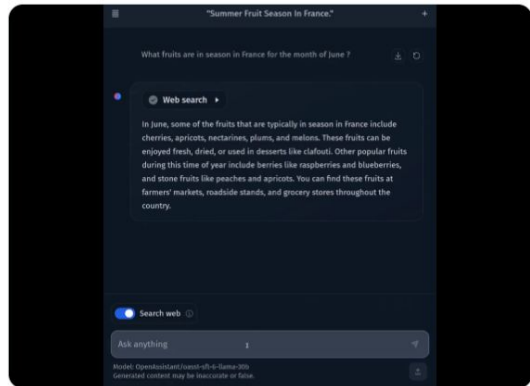 "Summer Fruit Season In France."
What fruits are in season in France for the month of June ?
Web search
In June, some of the fruits that are typically in season in France include
cherries, apricots, nectarines, plums, and melons. These fruits can be
enjoyed fresh, dried, or used in desserts like clafouti. Other popular fruits
during this time of year include berries like raspberries and blueberries,
and stone fruits like peaches and apricots. You can find these fruits at
farmers' markets, roadside stands, and grocery stores throughout the
country.
Search web
Ask anything
Model: OpenAssistant/oasst-sft-6-llama-30b
Generated content may be inaccurate or false.